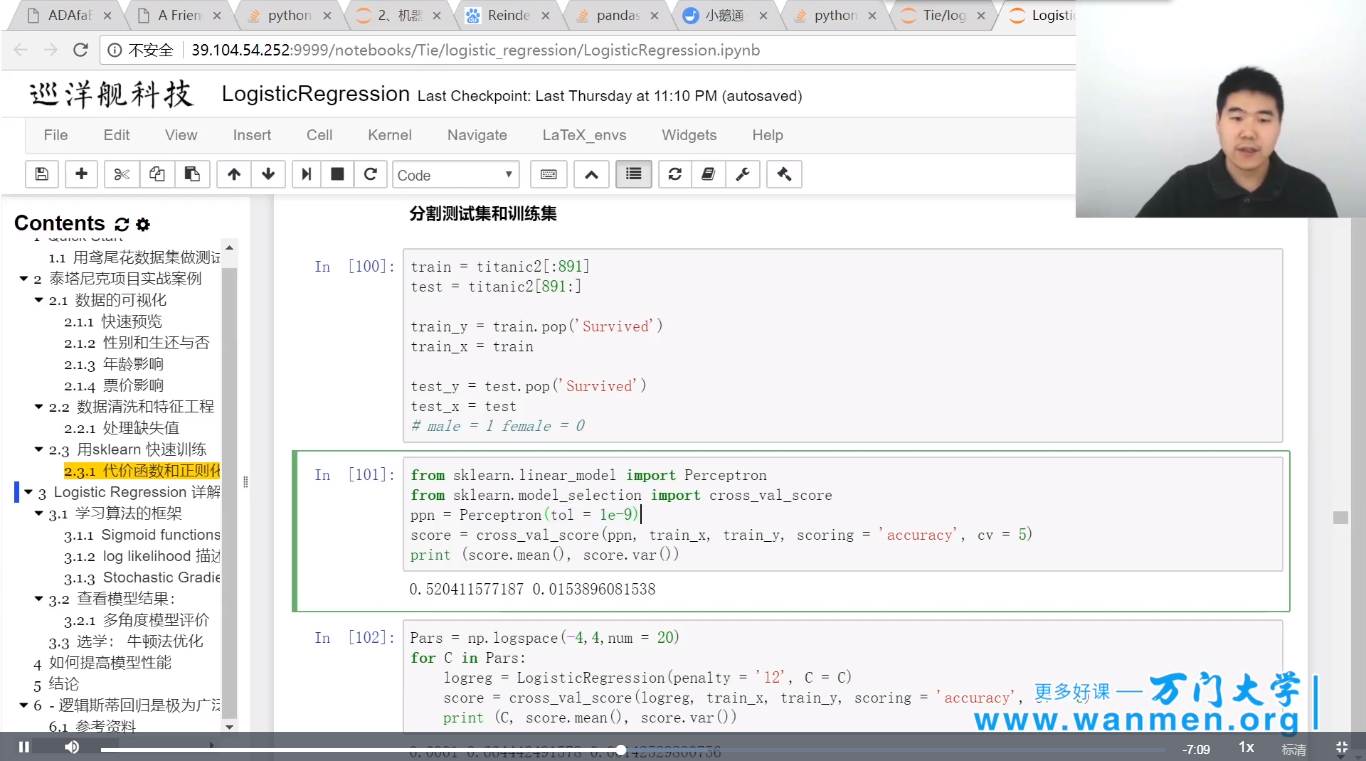 ADAfaE
A Frien
python
2、机器
Reinde
pandas
小鹅通
python
Tie/log
Logisti
不安全 39.104.54.252:9999/notebooks/Tie/logistic_regression/LogisticRegression.ipynb
巡洋舰科技 LogisticRegression Last Checkpoint: Last Thursday at 11:10 PM (autosaved)
File Edit View Insert Cell Kernel Navigate LaTeX_envs Widgets Help
Code
Contents
1 Quick Start
1.1 用鸢尾花数据集做测试
2 泰塔尼克项目实战案例
2.1 数据的可视化
2.1.1 快速预览
2.1.2 性别和生还与否
2.1.3 年龄影响
2.1.4 票价影响
2.2 数据清洗和特征工程
2.2.1 处理缺失值
2.3 用sklearn 快速训练
2.3.1 代价函数和正则化
3 Logistic Regression 详解
3.1 学习算法的框架
3.1.1 Sigmoid functions
3.1.2 log likelihood 描述
3.1.3 Stochastic Gradie
3.2 查看模型结果：
3.2.1 多角度模型评价
3.3 选学： 牛顿法优化
4 如何提高模型性能
5 结论
6 - 逻辑斯蒂回归是极为广泛
6.1 参考资料
分割测试集和训练集
In [100]:
train = titanic2[:891]
test = titanic2[891:]
train_y = train.pop('Survived')
train_x = train
test_y = test.pop('Survived')
test_x = test
# male = 1 female = 0
In [101]:
from sklearn.linear_model import Perceptron
from sklearn.model_selection import cross_val_score
ppn = Perceptron(tol = 1e-9)
score = cross_val_score(ppn, train_x, train_y, scoring = 'accuracy', cv = 5)
print (score.mean(), score.var())
0.520411577187 0.0153896081538
In [102]:
Pars = np.logspace(-4,4,num = 20)
for C in Pars:
logreg = LogisticRegression(penalty = 'l2', C = C)
score = cross_val_score(logreg, train_x, train_y, scoring = 'accuracy',
print (C, score.mean(), score.var())
更多好课 — 万门大学
www.wanmen.org
-7:09 1x 标清